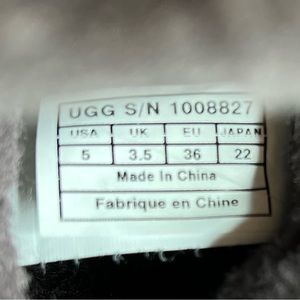 UGG S/N 1008827
USA UK EU JAPAN
5 3.5 36 22
Made In China
Fabrique en Chine